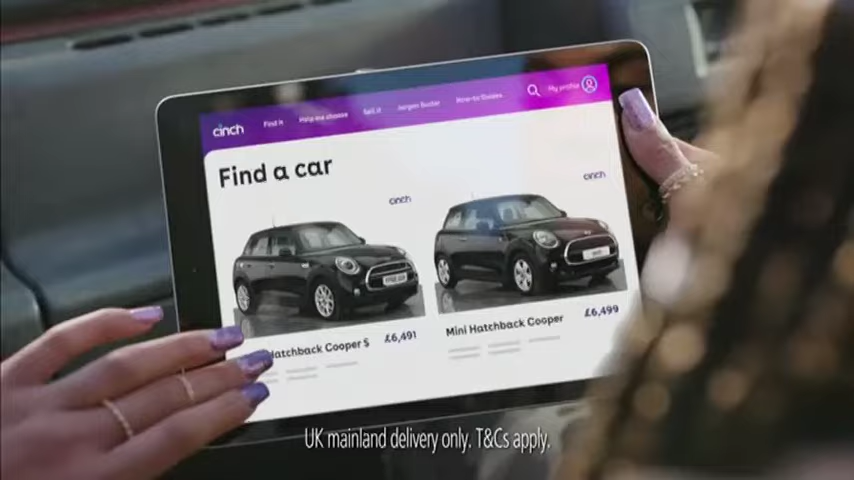 cinch
Find it
Help me choose
Sell it
Jargon Buster
How-to Guides
My profile
Find a car
cinch
cinch
Hatchback Cooper S
£6,491
Mini Hatchback Cooper
£6,499
UK mainland delivery only. T&Cs apply.